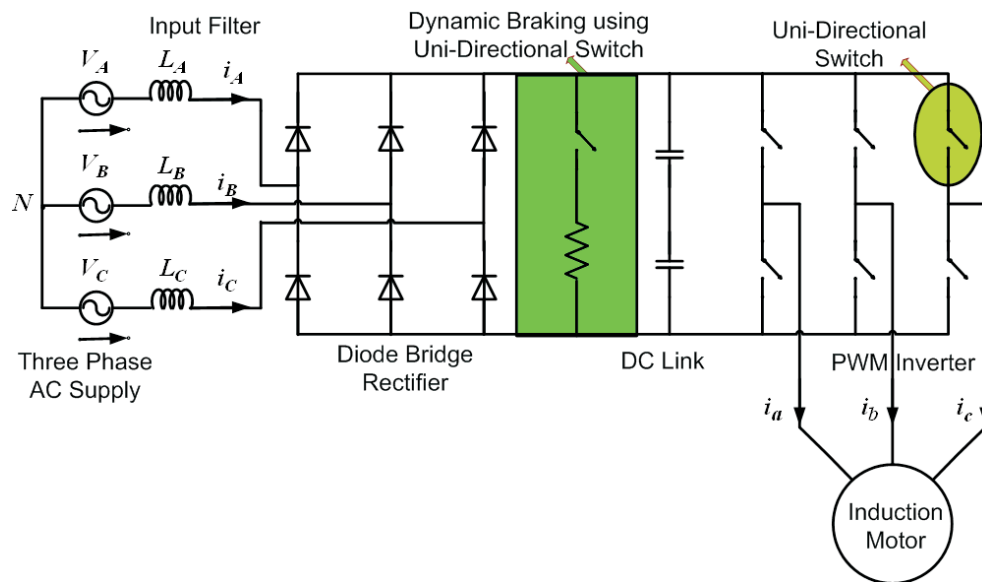 Input Filter
Dynamic Braking using
Uni-Directional Switch
Uni-Directional
Switch
V_A
L_A
i_A
V_B
L_B
i_B
N
V_C
L_C
i_C
Three Phase
AC Supply
Diode Bridge
Rectifier
DC Link
PWM Inverter
i_a
i_b
i_c
Induction
Motor